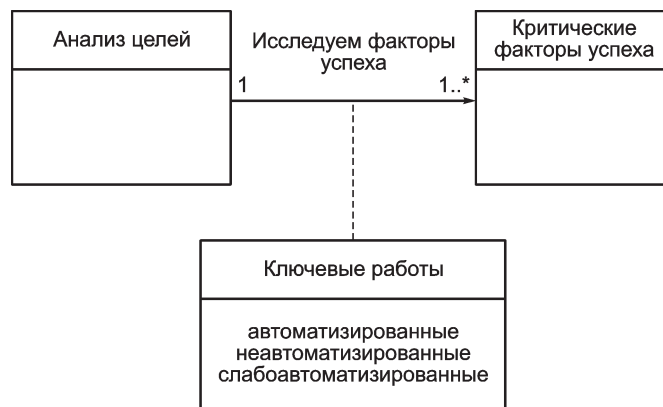 Анализ целей
Исследуем факторы
успеха
Критические
факторы успеха
1
1..*
Ключевые работы
автоматизированные
неавтоматизированные
слабоавтоматизированные